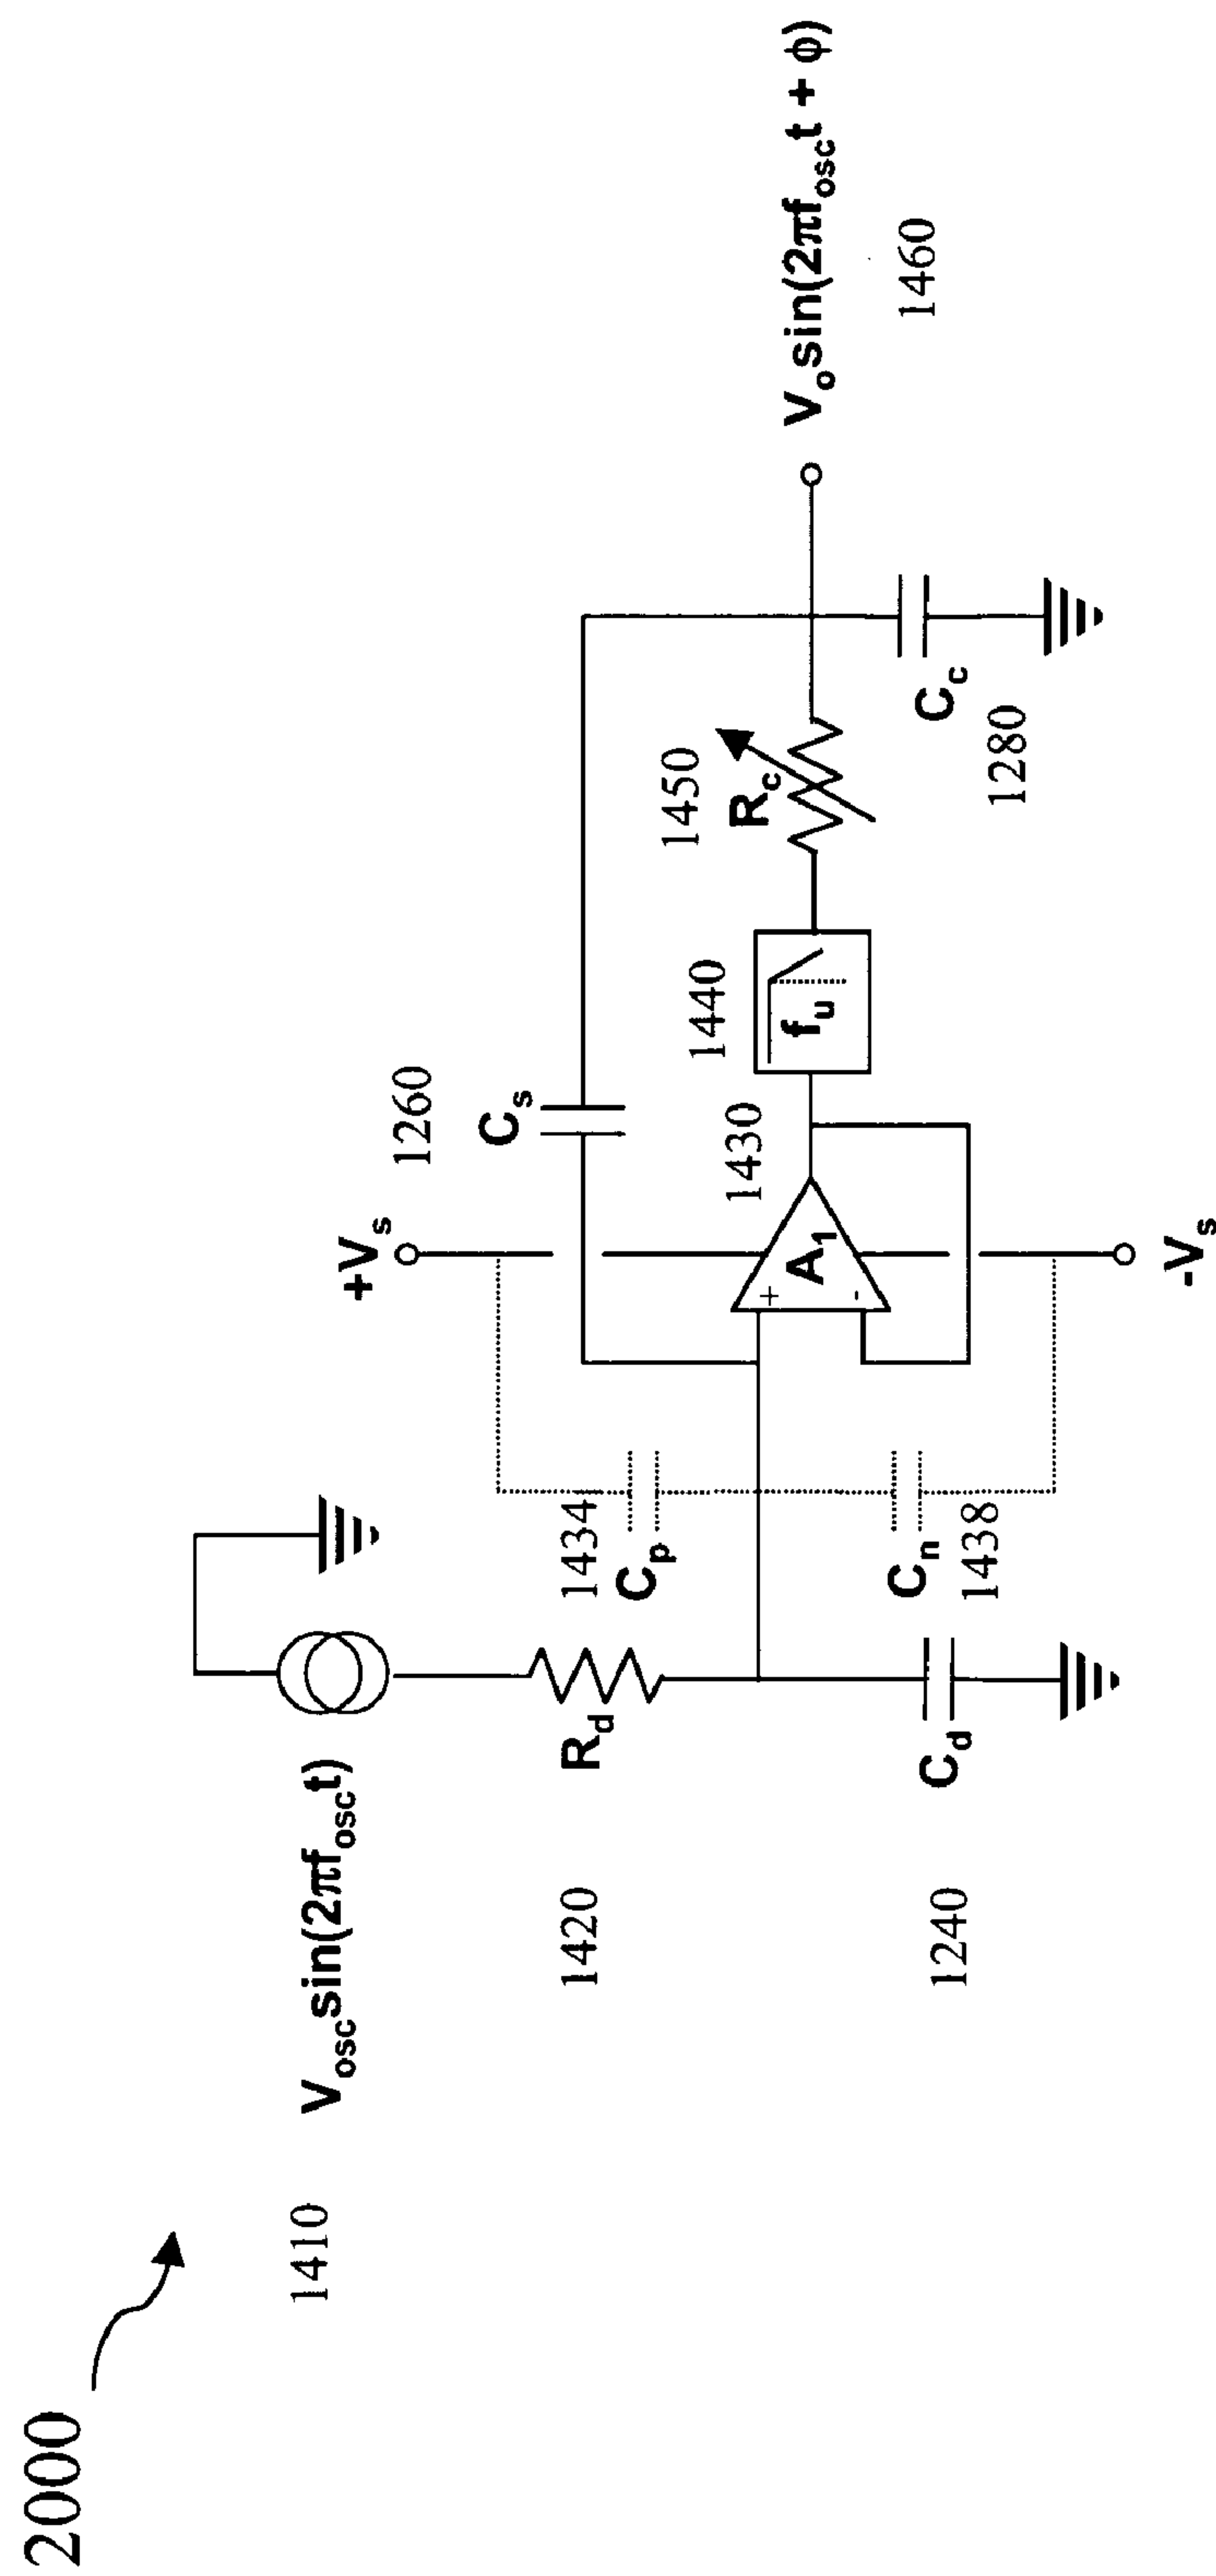 2000
1410
V_osc sin(2πf_osc t)
1420
R_d
1240
C_d
1434
C_p
C_n
1438
+V_s
-V_s
1260
C_s
1430
A_1
+
-
1440
f_u
1450
R_c
C_c
1280
V_o sin(2πf_osc t + ϕ)
1460